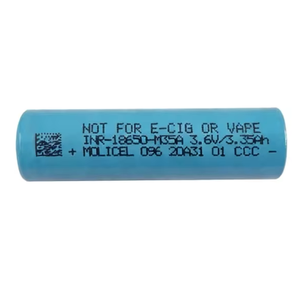 NOT FOR E-CIG OR VAPE
INR-18650-M35A 3.6V/3.35Ah
+ MOLICEL 096 20A31 01 CCC -